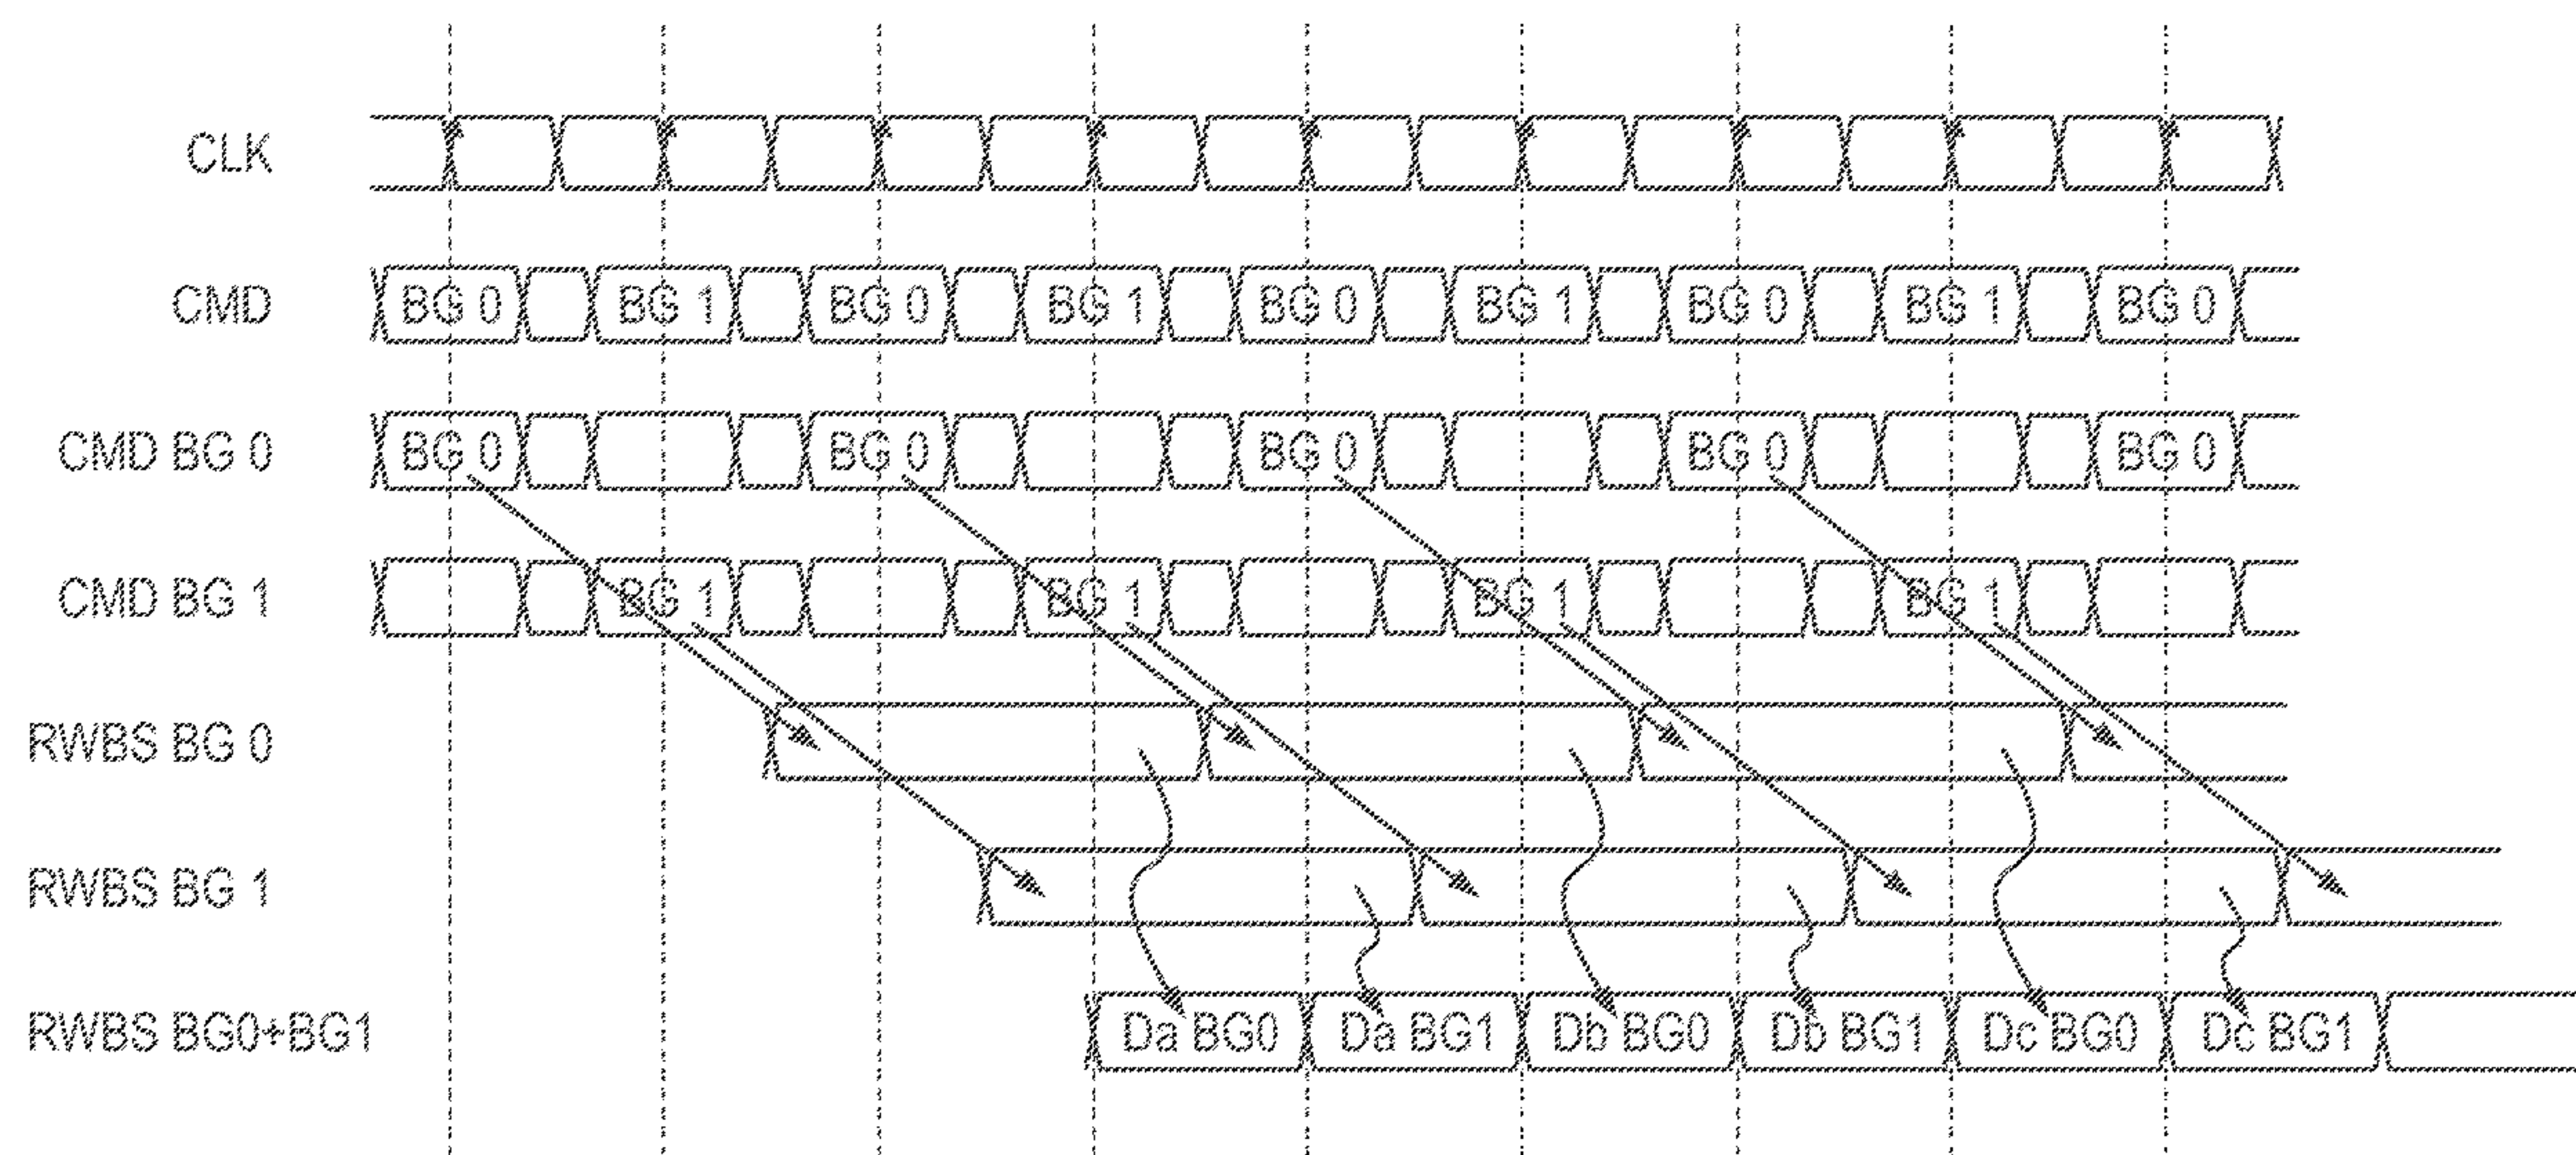 CLK
CMD BG 0 BG 1 BG 0 BG 1 BG 0 BG 1 BG 0 BG 1 BG 0
CMD BG 0 BG 0 BG 0 BG 0 BG 0 BG 0
CMD BG 1 BG 1 BG 1 BG 1 BG 1
RWBS BG 0
RWBS BG 1
RWBS BG0+BG1 Da BG0 Da BG1 Db BG0 Db BG1 Dc BG0 Dc BG1